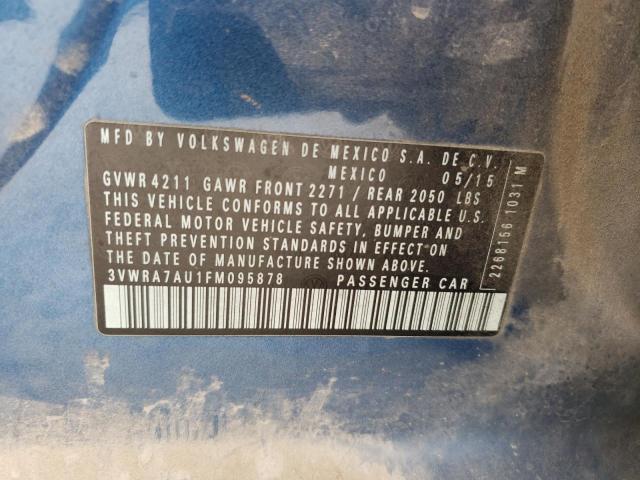 MFD BY VOLKSWAGEN DE MEXICO S.A. DE C.V.
MEXICO 05/15
GVWR 4211 GAWR FRONT 2271 / REAR 2050 LBS
THIS VEHICLE CONFORMS TO ALL APPLICABLE U.S.
FEDERAL MOTOR VEHICLE SAFETY, BUMPER AND
THEFT PREVENTION STANDARDS IN EFFECT ON
THE DATE OF MANUFACTURE SHOWN ABOVE.
3VWRA7AU1FM095878 PASSENGER CAR
2268156 1031 M